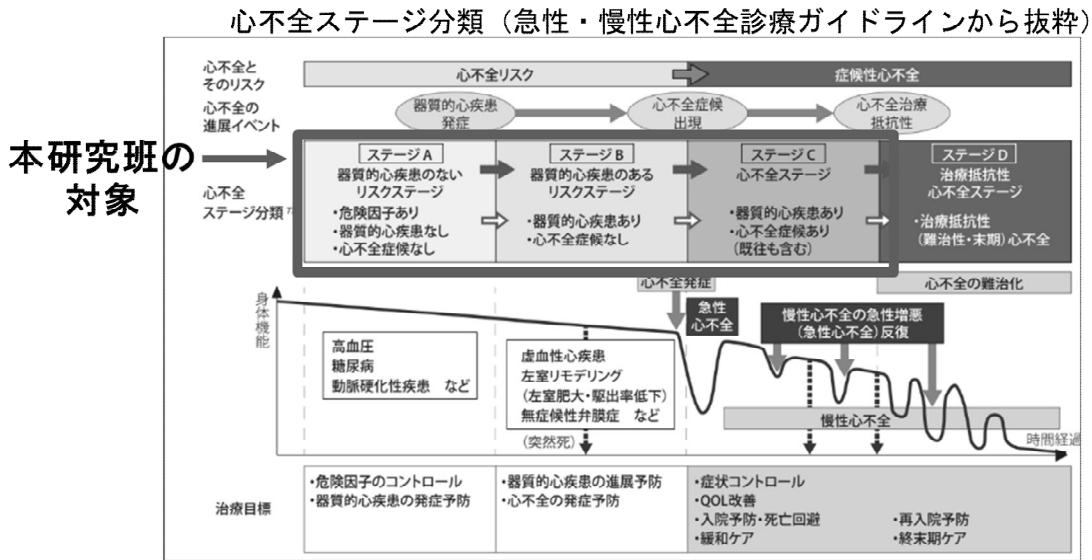 心不全ステージ分類（急性・慢性心不全診療ガイドラインから抜粋）
心不全と
そのリスク
心不全リスク
症候性心不全
心不全の
進展イベント
器質的心疾患
発症
心不全症候
出現
心不全治療
抵抗性
本研究班の
対象
心不全
ステージ分類
ステージA
器質的心疾患のない
リスクステージ
・危険因子あり
・器質的心疾患なし
・心不全症候なし
ステージB
器質的心疾患のある
リスクステージ
・器質的心疾患あり
・心不全症候なし
ステージC
心不全ステージ
・器質的心疾患あり
・心不全症候あり
(既往も含む)
ステージD
治療抵抗性
心不全ステージ
・治療抵抗性
(難治性・末期)心不全
心不全発症
心不全の難治化
身体機能
急性
心不全
慢性心不全の急性増悪
(急性心不全)反復
高血圧
糖尿病
動脈硬化性疾患　など
虚血性心疾患
左室リモデリング
(左室肥大・駆出率低下)
無症候性弁膜症　など
(突然死)
慢性心不全
時間経過
治療目標
・危険因子のコントロール
・器質的心疾患の発症予防
・器質的心疾患の進展予防
・心不全の発症予防
・症状コントロール
・QOL改善
・入院予防・死亡回避
・緩和ケア
・再入院予防
・終末期ケア